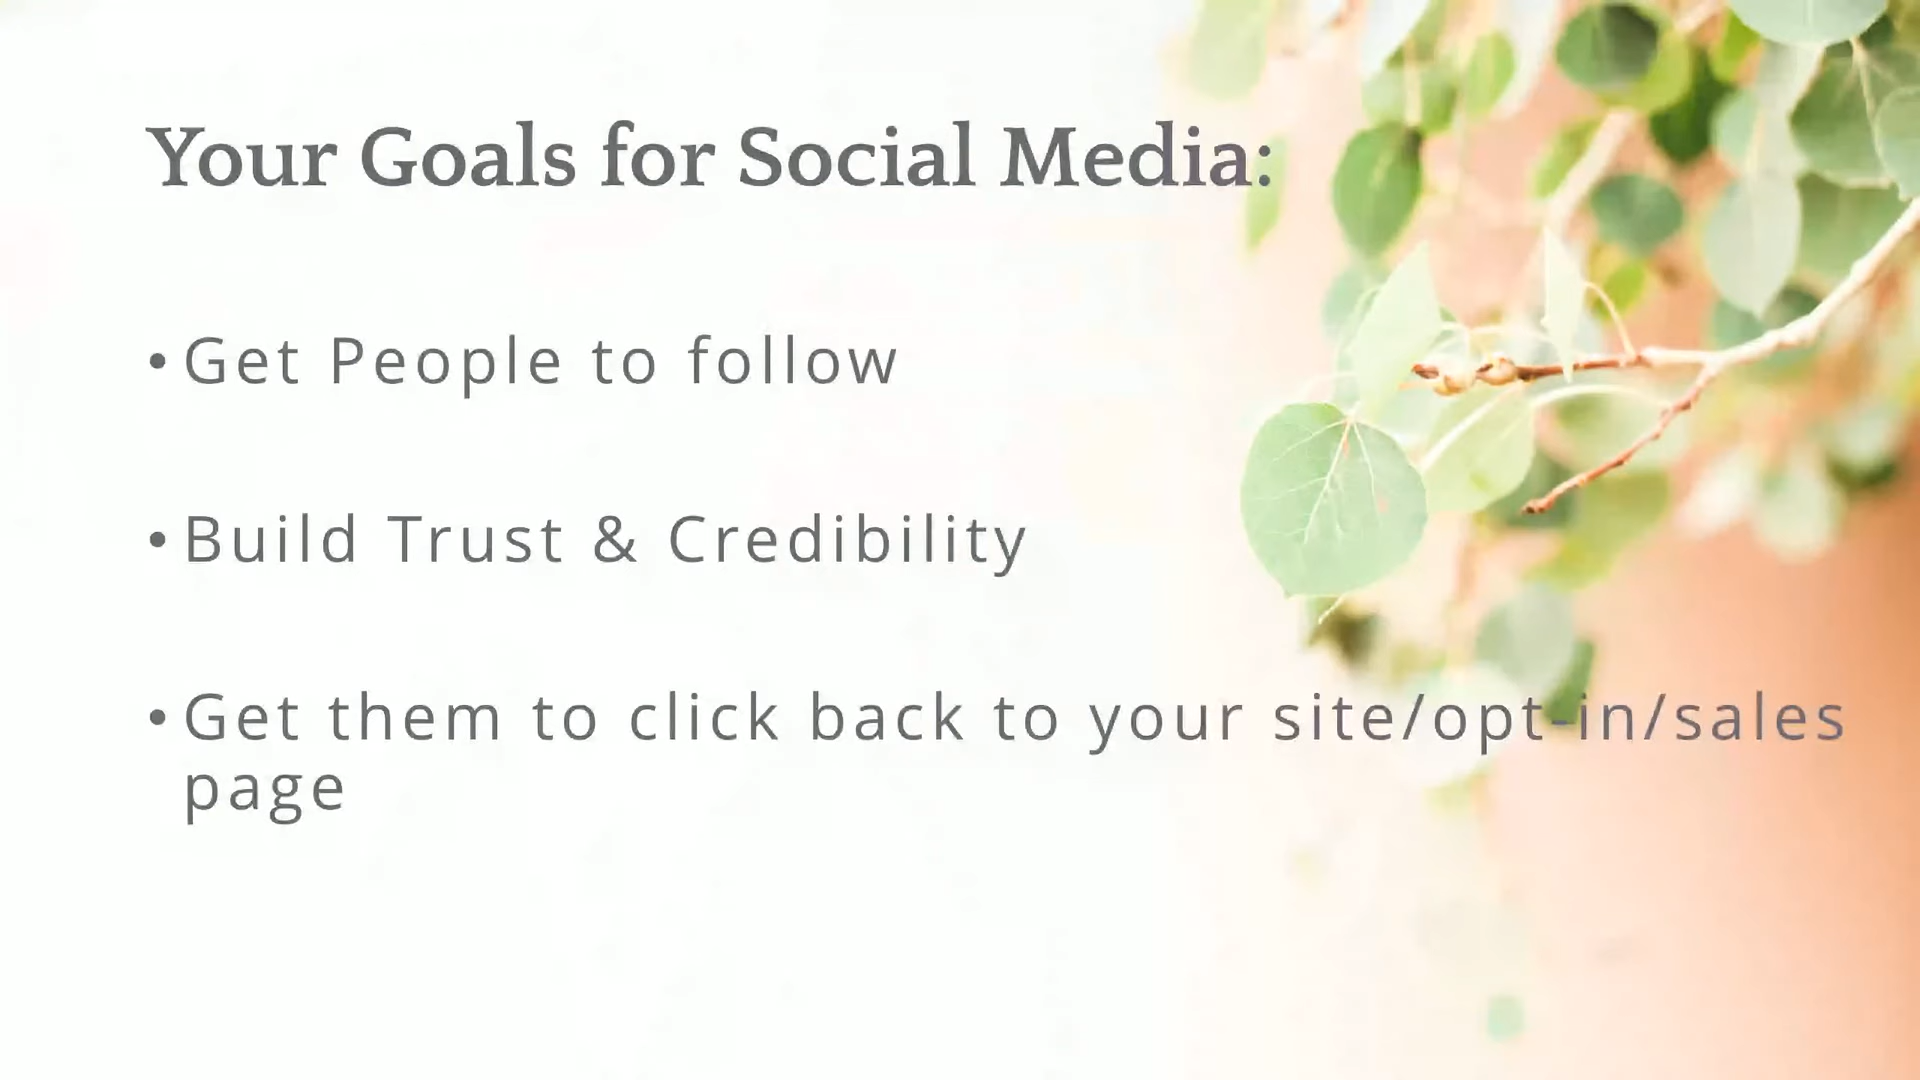 Your Goals for Social Media:
• Get People to follow
• Build Trust & Credibility
• Get them to click back to your site/opt-in/sales
page